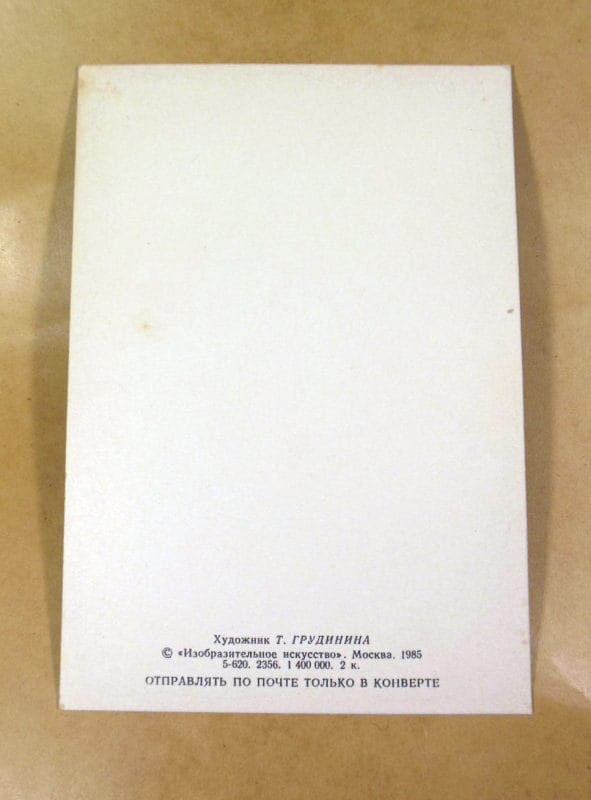 Художник Т. ГРУДИНИНА
© «Изобразительное искусство». Москва. 1985
5-620. 2356. 1 400 000. 2 к.
ОТПРАВЛЯТЬ ПО ПОЧТЕ ТОЛЬКО В КОНВЕРТЕ